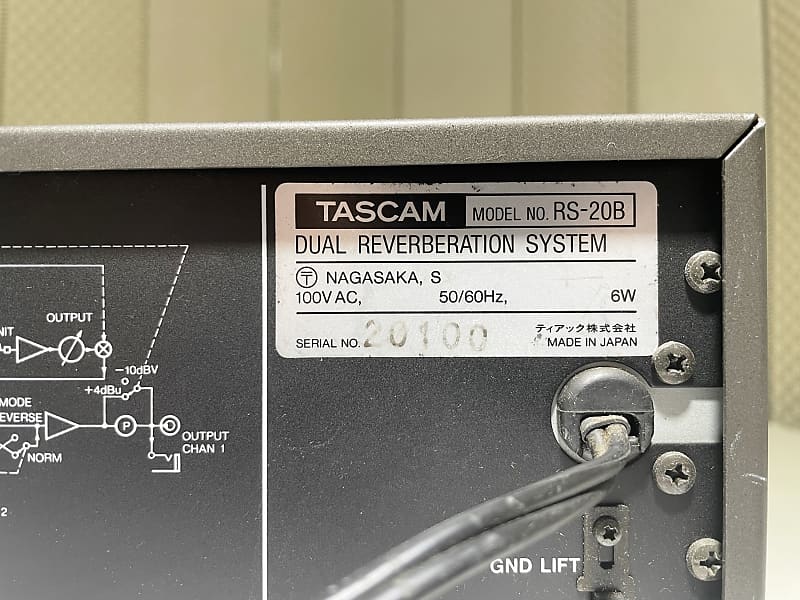 TASCAM MODEL NO. RS-20B
DUAL REVERBERATION SYSTEM
Ⓣ NAGASAKA, S
100V AC, 50/60Hz, 6W
SERIAL NO. 20100
ティアック株式会社
MADE IN JAPAN
OUTPUT
-10dBV
+4dBu
MODE
P
OUTPUT
CHAN 1
NORM
2
GND LIFT